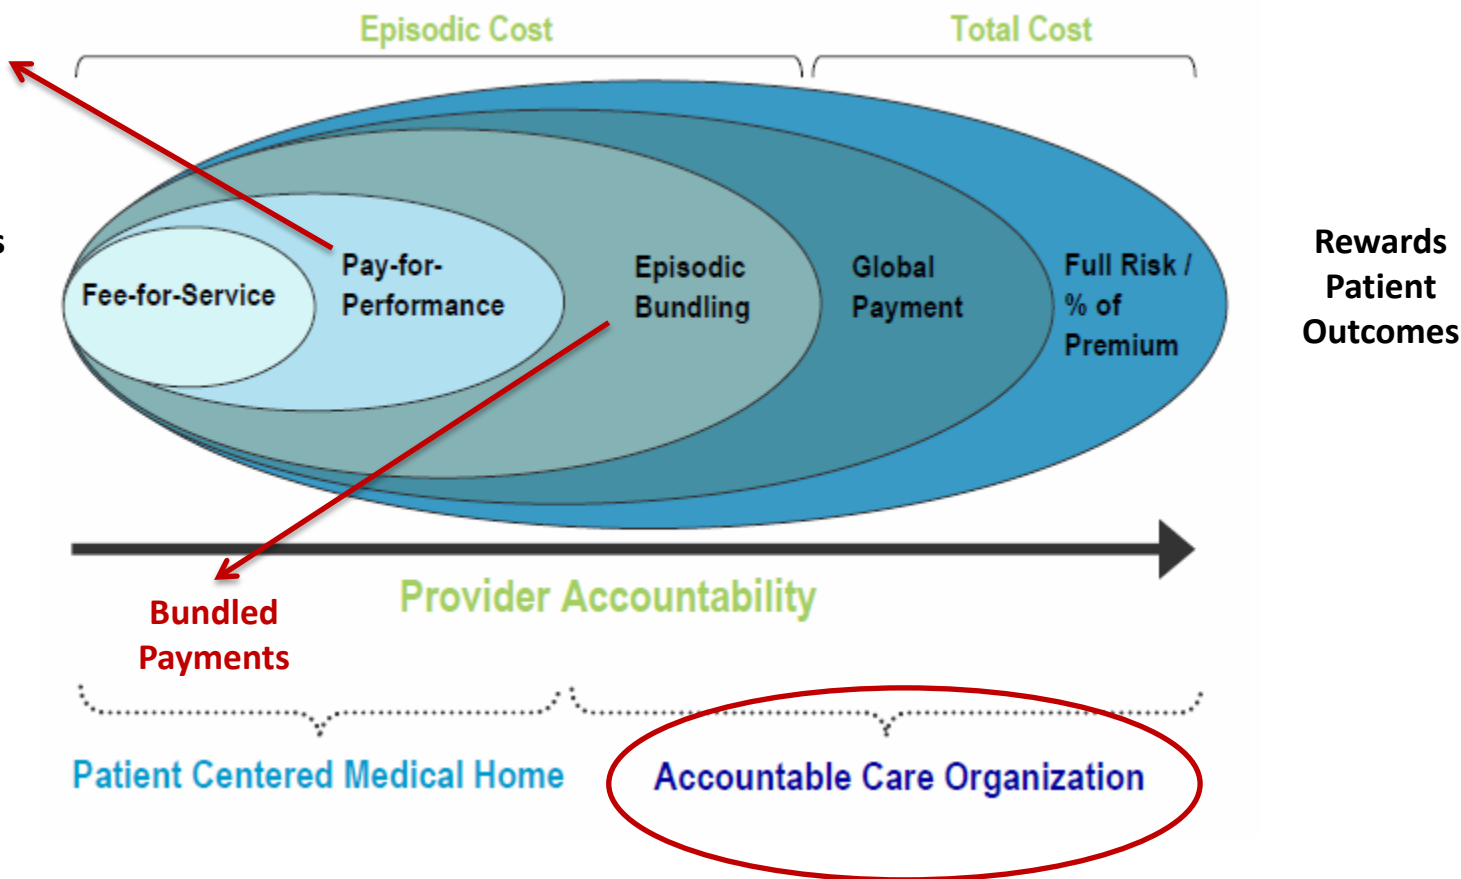 Episodic Cost
Total Cost
s
Fee-for-Service
Pay-for-
Performance
Episodic
Bundling
Global
Payment
Full Risk /
% of
Premium
Rewards
Patient
Outcomes
Provider Accountability
Bundled
Payments
Patient Centered Medical Home
Accountable Care Organization